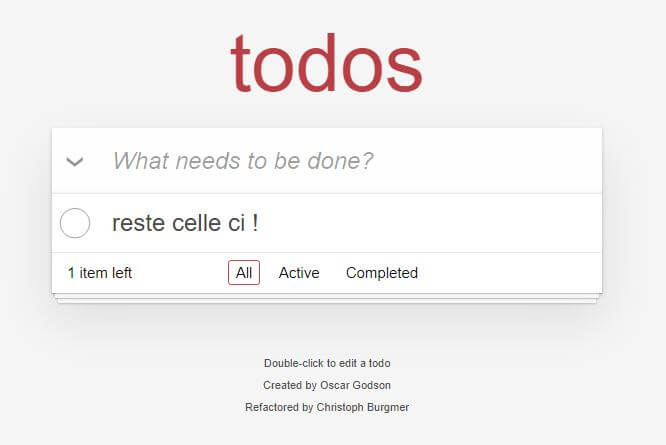 todos
What needs to be done?
reste celle ci !
1 item left All Active Completed
Double-click to edit a todo
Created by Oscar Godson
Refactored by Christoph Burgmer